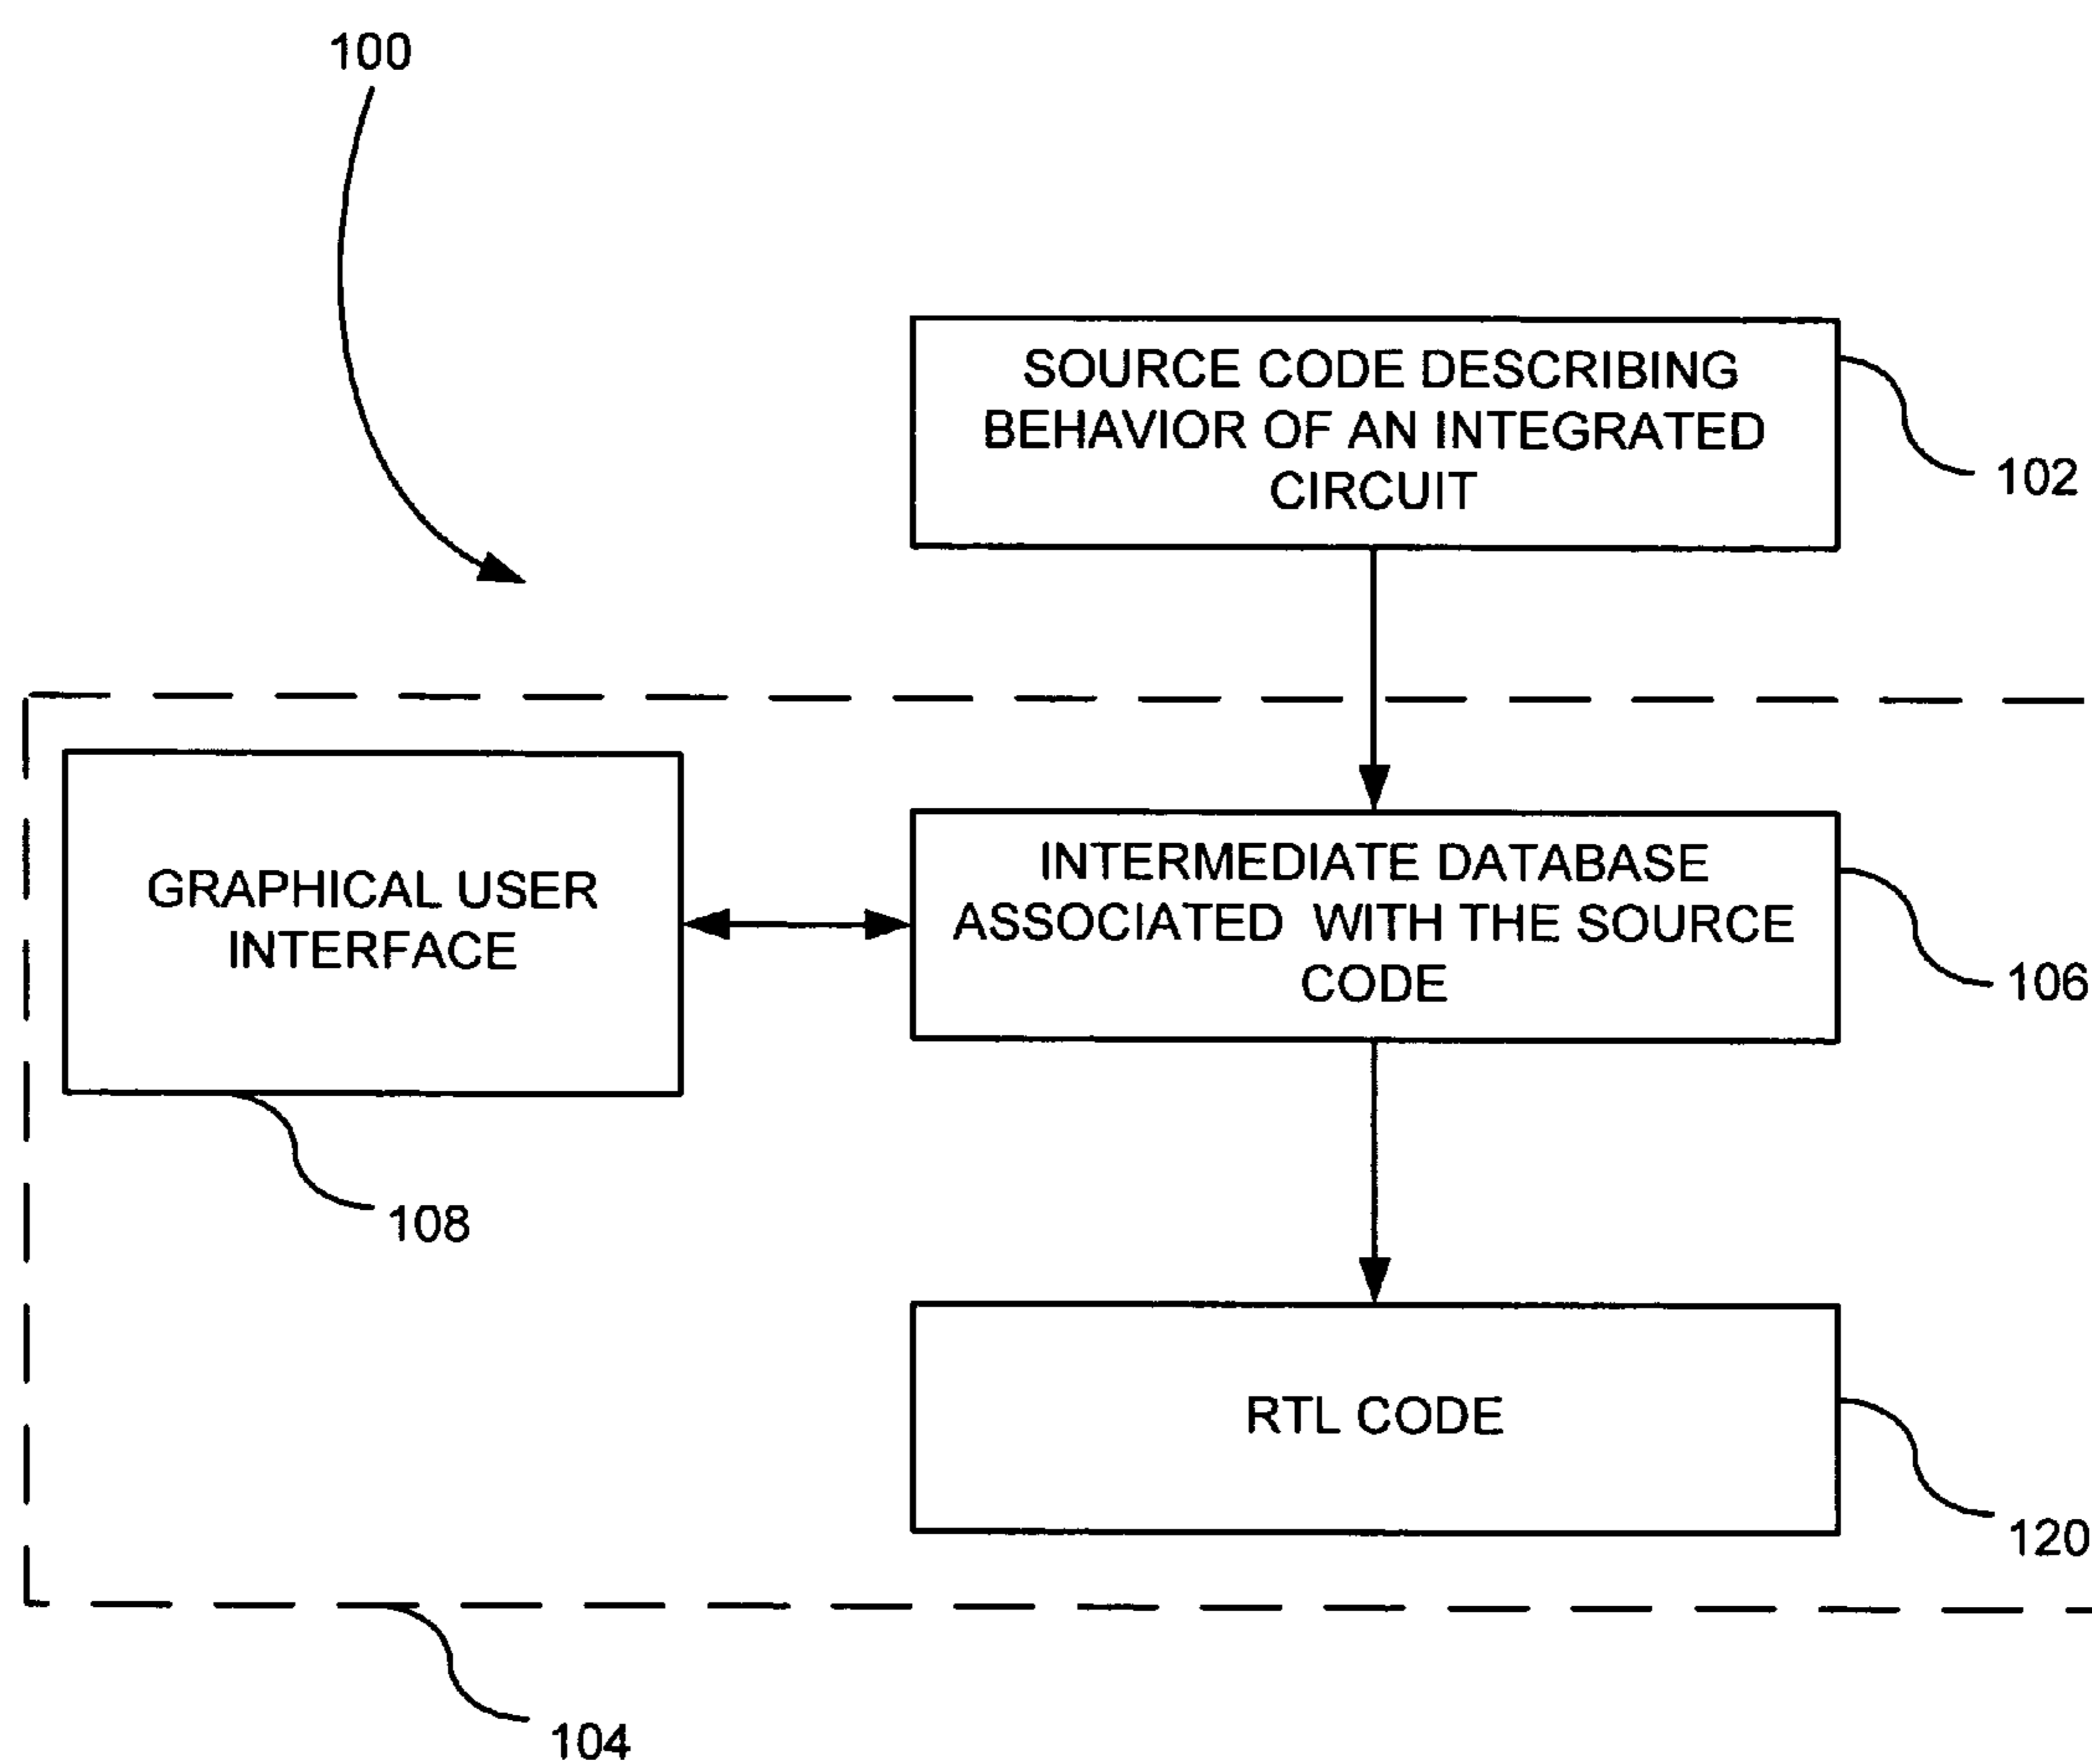 100
SOURCE CODE DESCRIBING
BEHAVIOR OF AN INTEGRATED
CIRCUIT
102
GRAPHICAL USER
INTERFACE
108
INTERMEDIATE DATABASE
ASSOCIATED WITH THE SOURCE
CODE
106
RTL CODE
120
104